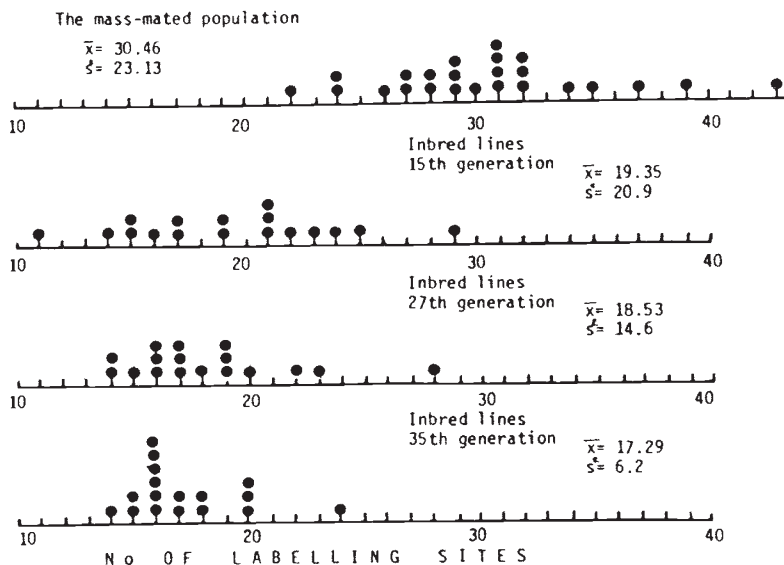 The mass-mated population
x̄= 30.46
s²= 23.13
10 20 30 40
Inbred lines
15th generation
x̄= 19.35
s²= 20.9
10 20 30 40
Inbred lines
27th generation
x̄= 18.53
s²= 14.6
10 20 30 40
Inbred lines
35th generation
x̄= 17.29
s²= 6.2
10 20 30 40
No OF LABELLING SITES